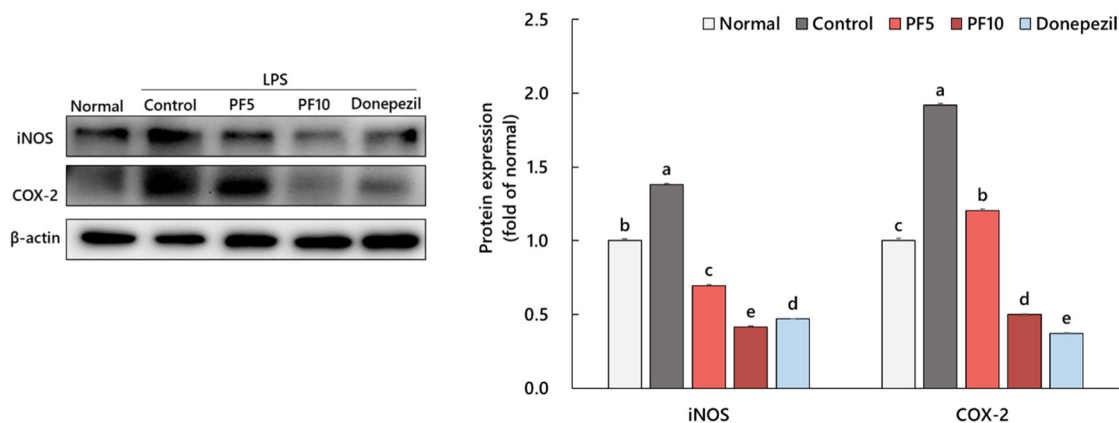 LPS
Normal Control PF5 PF10 Donepezil
iNOS
COX-2
β-actin
Normal Control PF5 PF10 Donepezil
Protein expression
(fold of normal)
2.5
2.0
1.5
1.0
0.5
0.0
b a c e d
c a b d e
iNOS COX-2